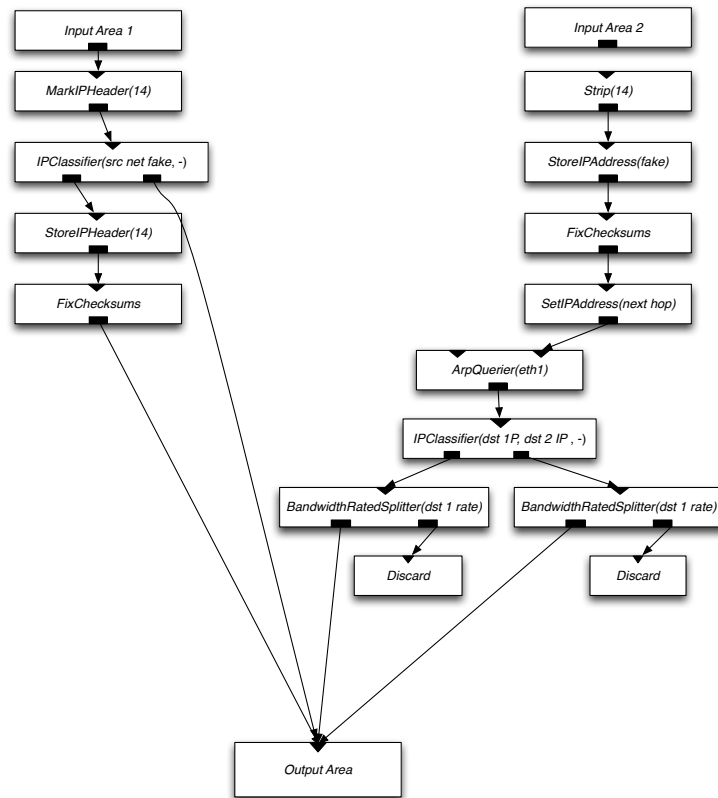 Input Area 1
MarkIPHeader(14)
IPClassifier(src net fake, -)
StoreIPHeader(14)
FixChecksums
Input Area 2
Strip(14)
StoreIPAddress(fake)
FixChecksums
SetIPAddress(next hop)
ArpQuerier(eth1)
IPClassifier(dst 1P, dst 2 IP , -)
BandwidthRatedSplitter(dst 1 rate)
BandwidthRatedSplitter(dst 1 rate)
Discard
Discard
Output Area